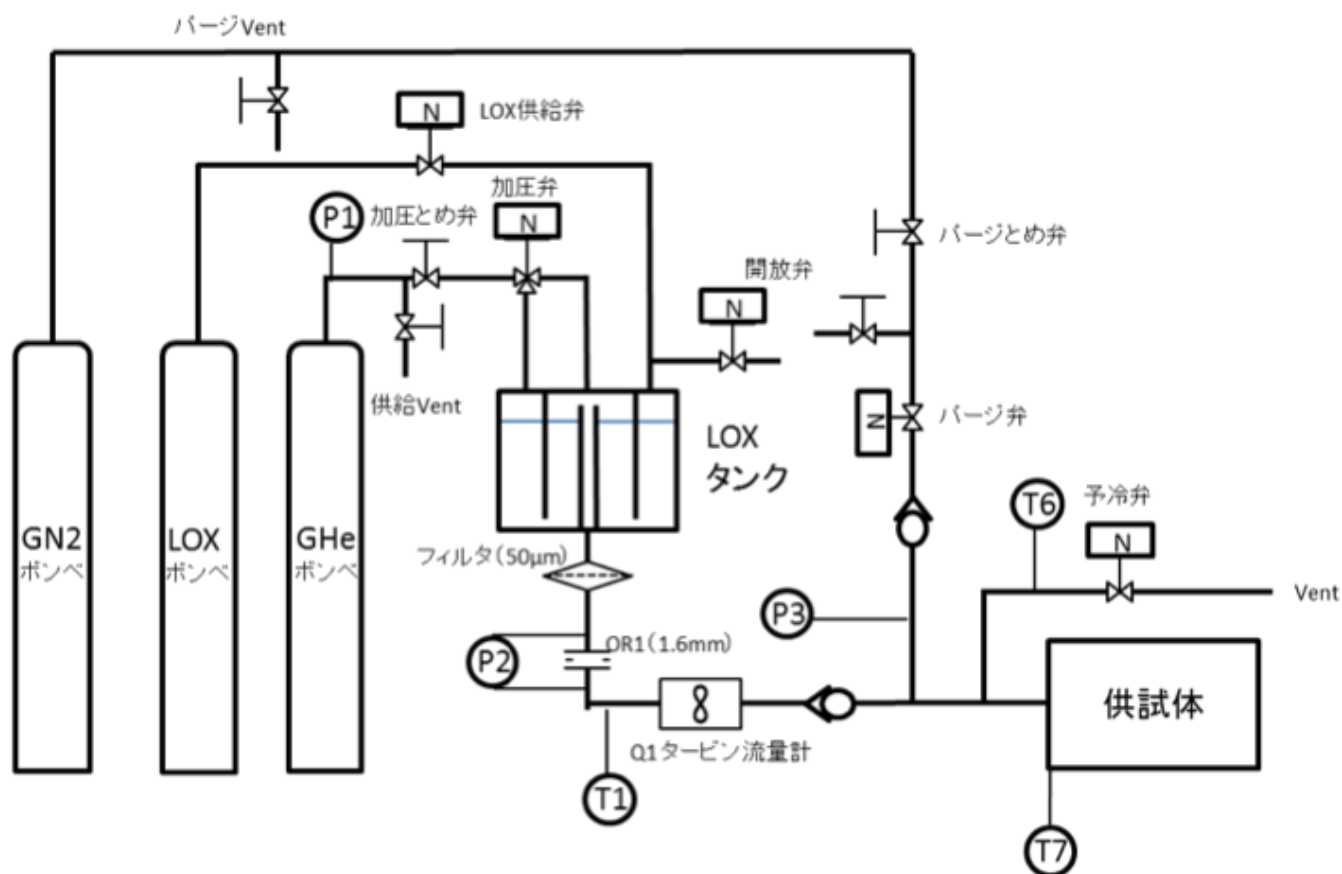 パージVent
N
LOX供給弁
加圧弁
P1
加圧とめ弁
N
パージとめ弁
開放弁
N
供給Vent
N
パージ弁
LOX
タンク
T6
予冷弁
N
GN2
ボンベ
LOX
ボンベ
GHe
ボンベ
フィルタ(50μm)
Vent
P3
OR1(1.6mm)
P2
供試体
Q1タービン流量計
T1
T7